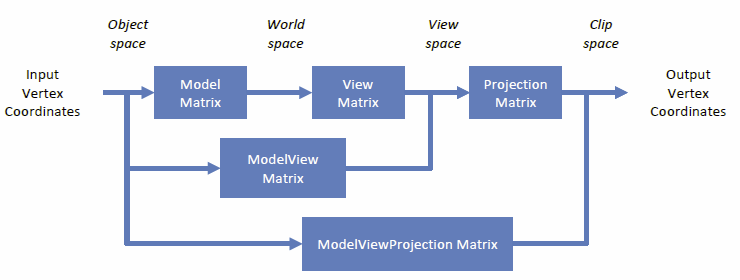 Object
space
World
space
View
space
Clip
space
Input
Vertex
Coordinates
Model
Matrix
View
Matrix
Projection
Matrix
Output
Vertex
Coordinates
ModelView
Matrix
ModelViewProjection Matrix